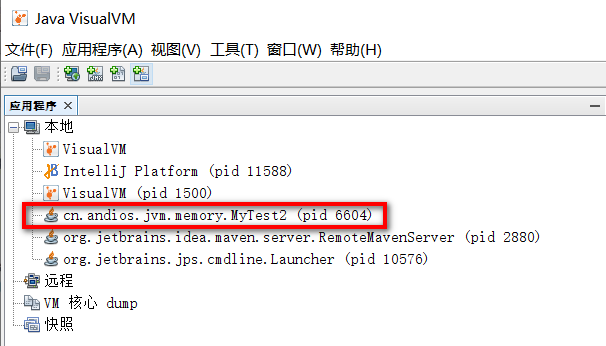 Java VisualVM
文件(F) 应用程序(A) 视图(V) 工具(T) 窗口(W) 帮助(H)
应用程序
本地
VisualVM
IntelliJ Platform (pid 11588)
VisualVM (pid 1500)
cn.andios.jvm.memory.MyTest2 (pid 6604)
org.jetbrains.idea.maven.server.RemoteMavenServer (pid 2880)
org.jetbrains.jps.cmdline.Launcher (pid 10576)
远程
VM 核心 dump
快照